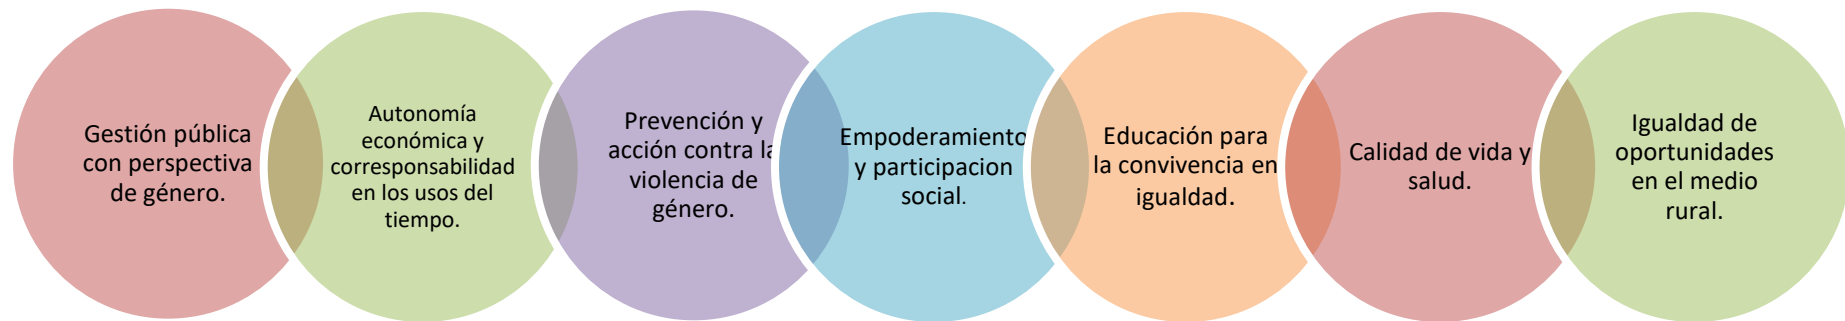 Gestión pública
con perspectiva
de género.
Autonomía
económica y
corresponsabilidad
en los usos del
tiempo.
Prevención y
acción contra la
violencia de
género.
Empoderamiento
y participacion
social.
Educación para
la convivencia en
igualdad.
Calidad de vida y
salud.
Igualdad de
oportunidades
en el medio
rural.